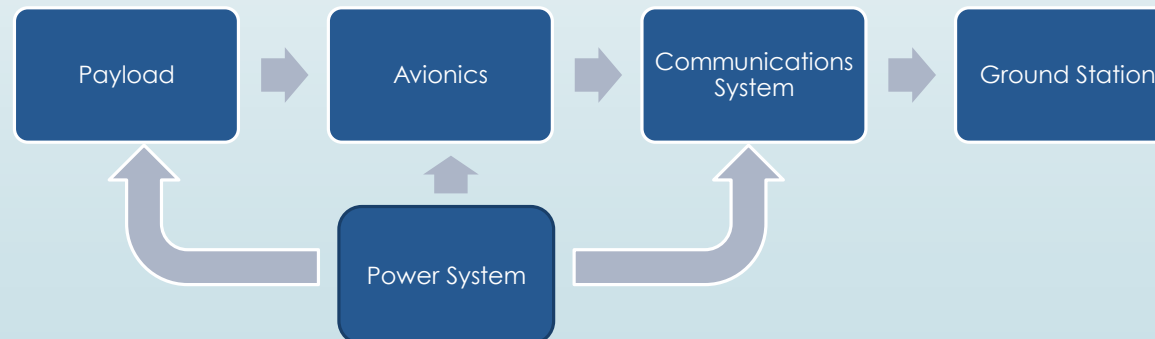 Payload
Avionics
Communications
System
Ground Station
Power System